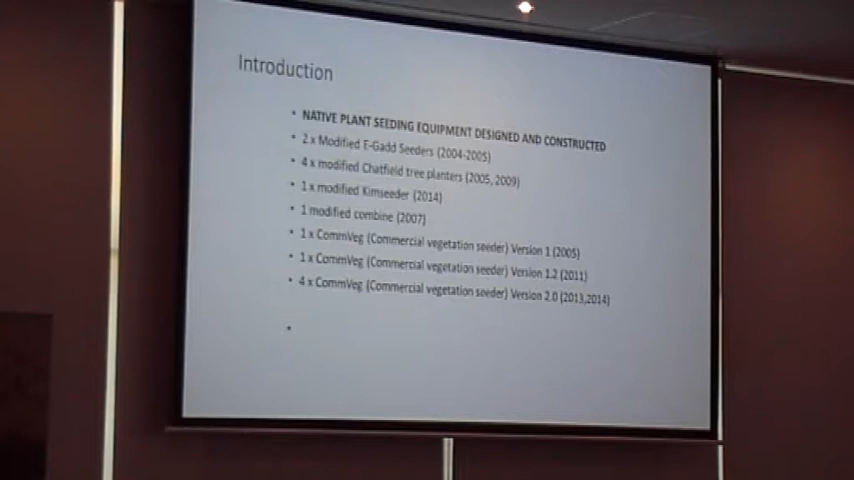 Introduction
• NATIVE PLANT SEEDING EQUIPMENT DESIGNED AND CONSTRUCTED
• 2 x Modified E-Gadd Seeders (2004-2005)
• 4 x modified Chatfield tree planters (2005, 2009)
• 1 x modified Kimseeder (2014)
• 1 modified combine (2007)
• 1 x CommVeg (Commercial vegetation seeder) Version 1 (2005)
• 1 x CommVeg (Commercial vegetation seeder) Version 1.2 (2011)
• 4 x CommVeg (Commercial vegetation seeder) Version 2.0 (2013,2014)
•